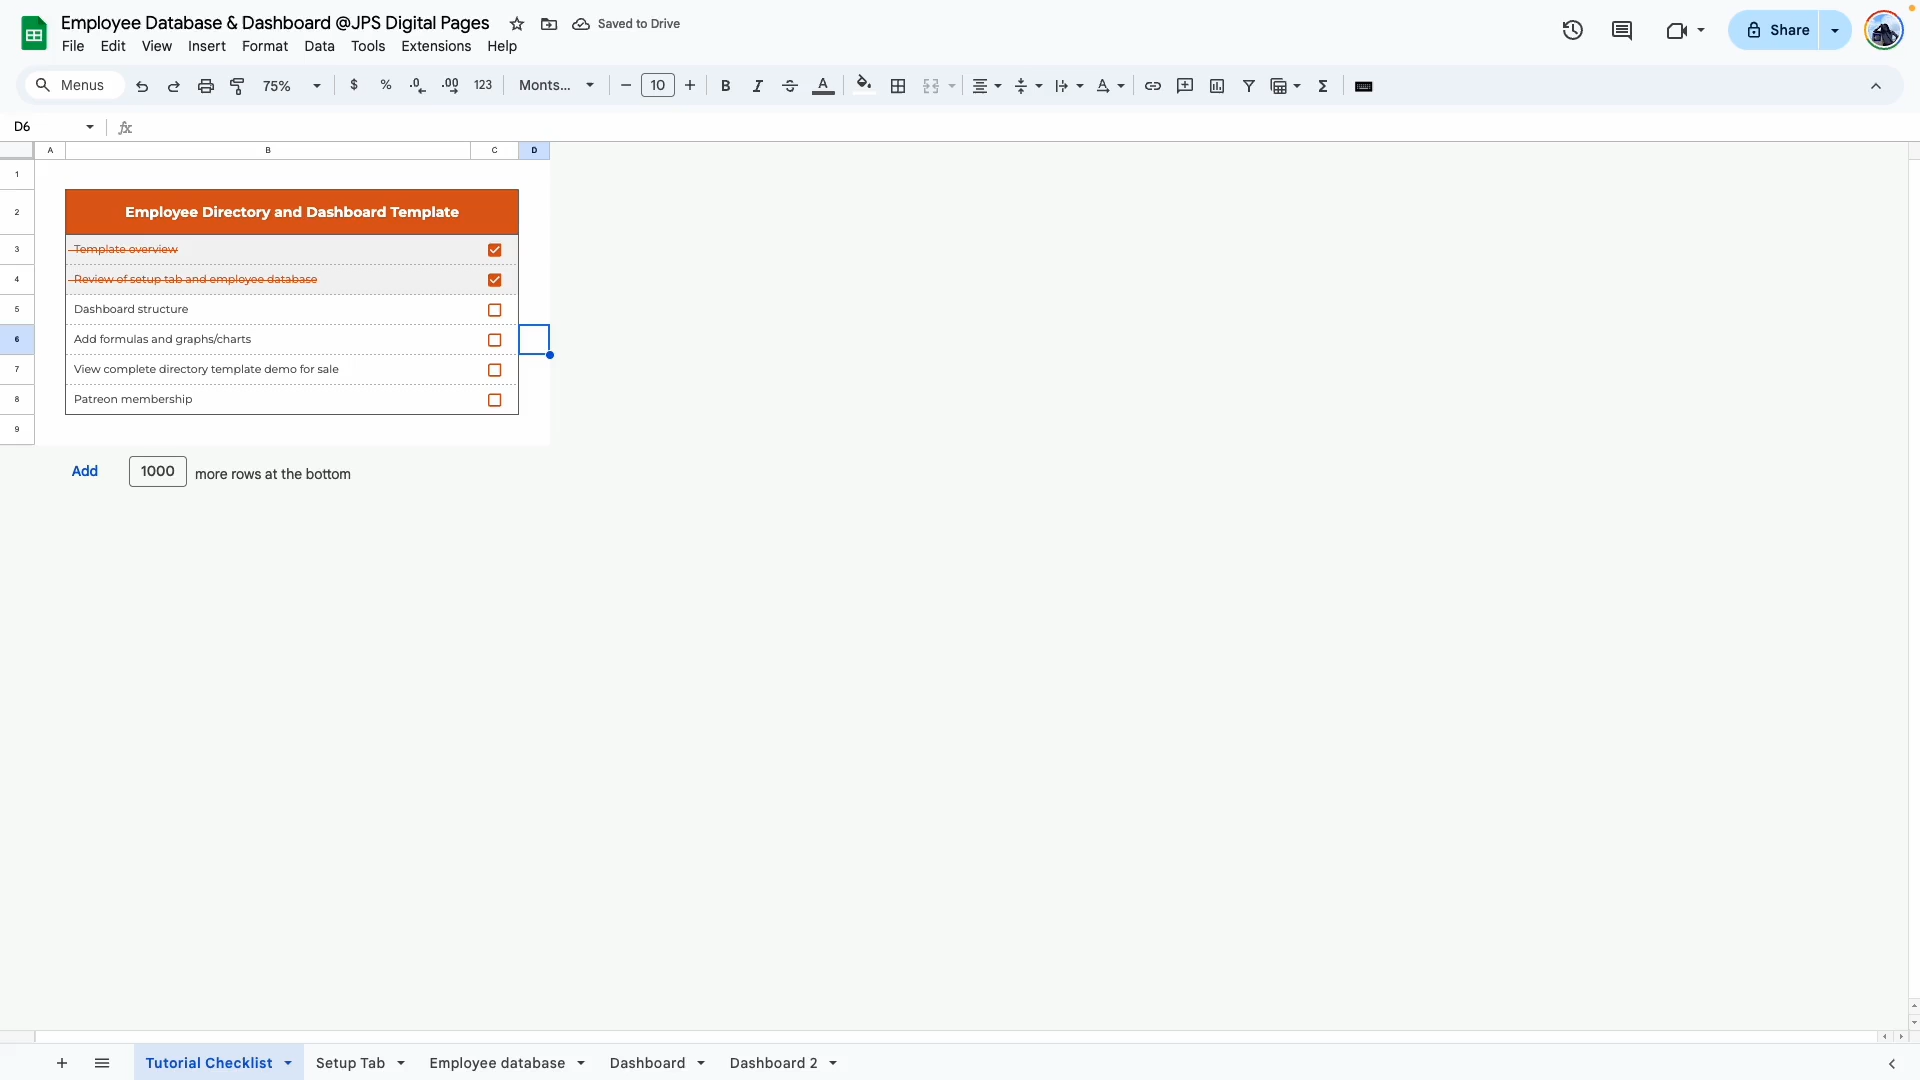 Employee Database & Dashboard @JPS Digital Pages
Saved to Drive
File Edit View Insert Format Data Tools Extensions Help
Share
Menus
75%
$ % .0 .00 123
Monts...
10
B I A
D6
fx
A B C D
1
2 Employee Directory and Dashboard Template
3 Template overview
4 Review of setup tab and employee database
5 Dashboard structure
6 Add formulas and graphs/charts
7 View complete directory template demo for sale
8 Patreon membership
9
Add 1000 more rows at the bottom
Tutorial Checklist Setup Tab Employee database Dashboard Dashboard 2